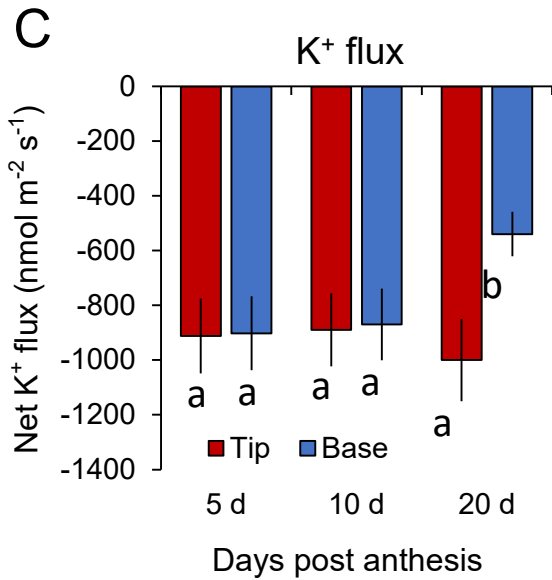 C
K⁺ flux
Net K⁺ flux (nmol m⁻² s⁻¹)
0
-200
-400
-600
-800
-1000
-1200
-1400
a
a
a
a
a
b
Tip
Base
5 d
10 d
20 d
Days post anthesis